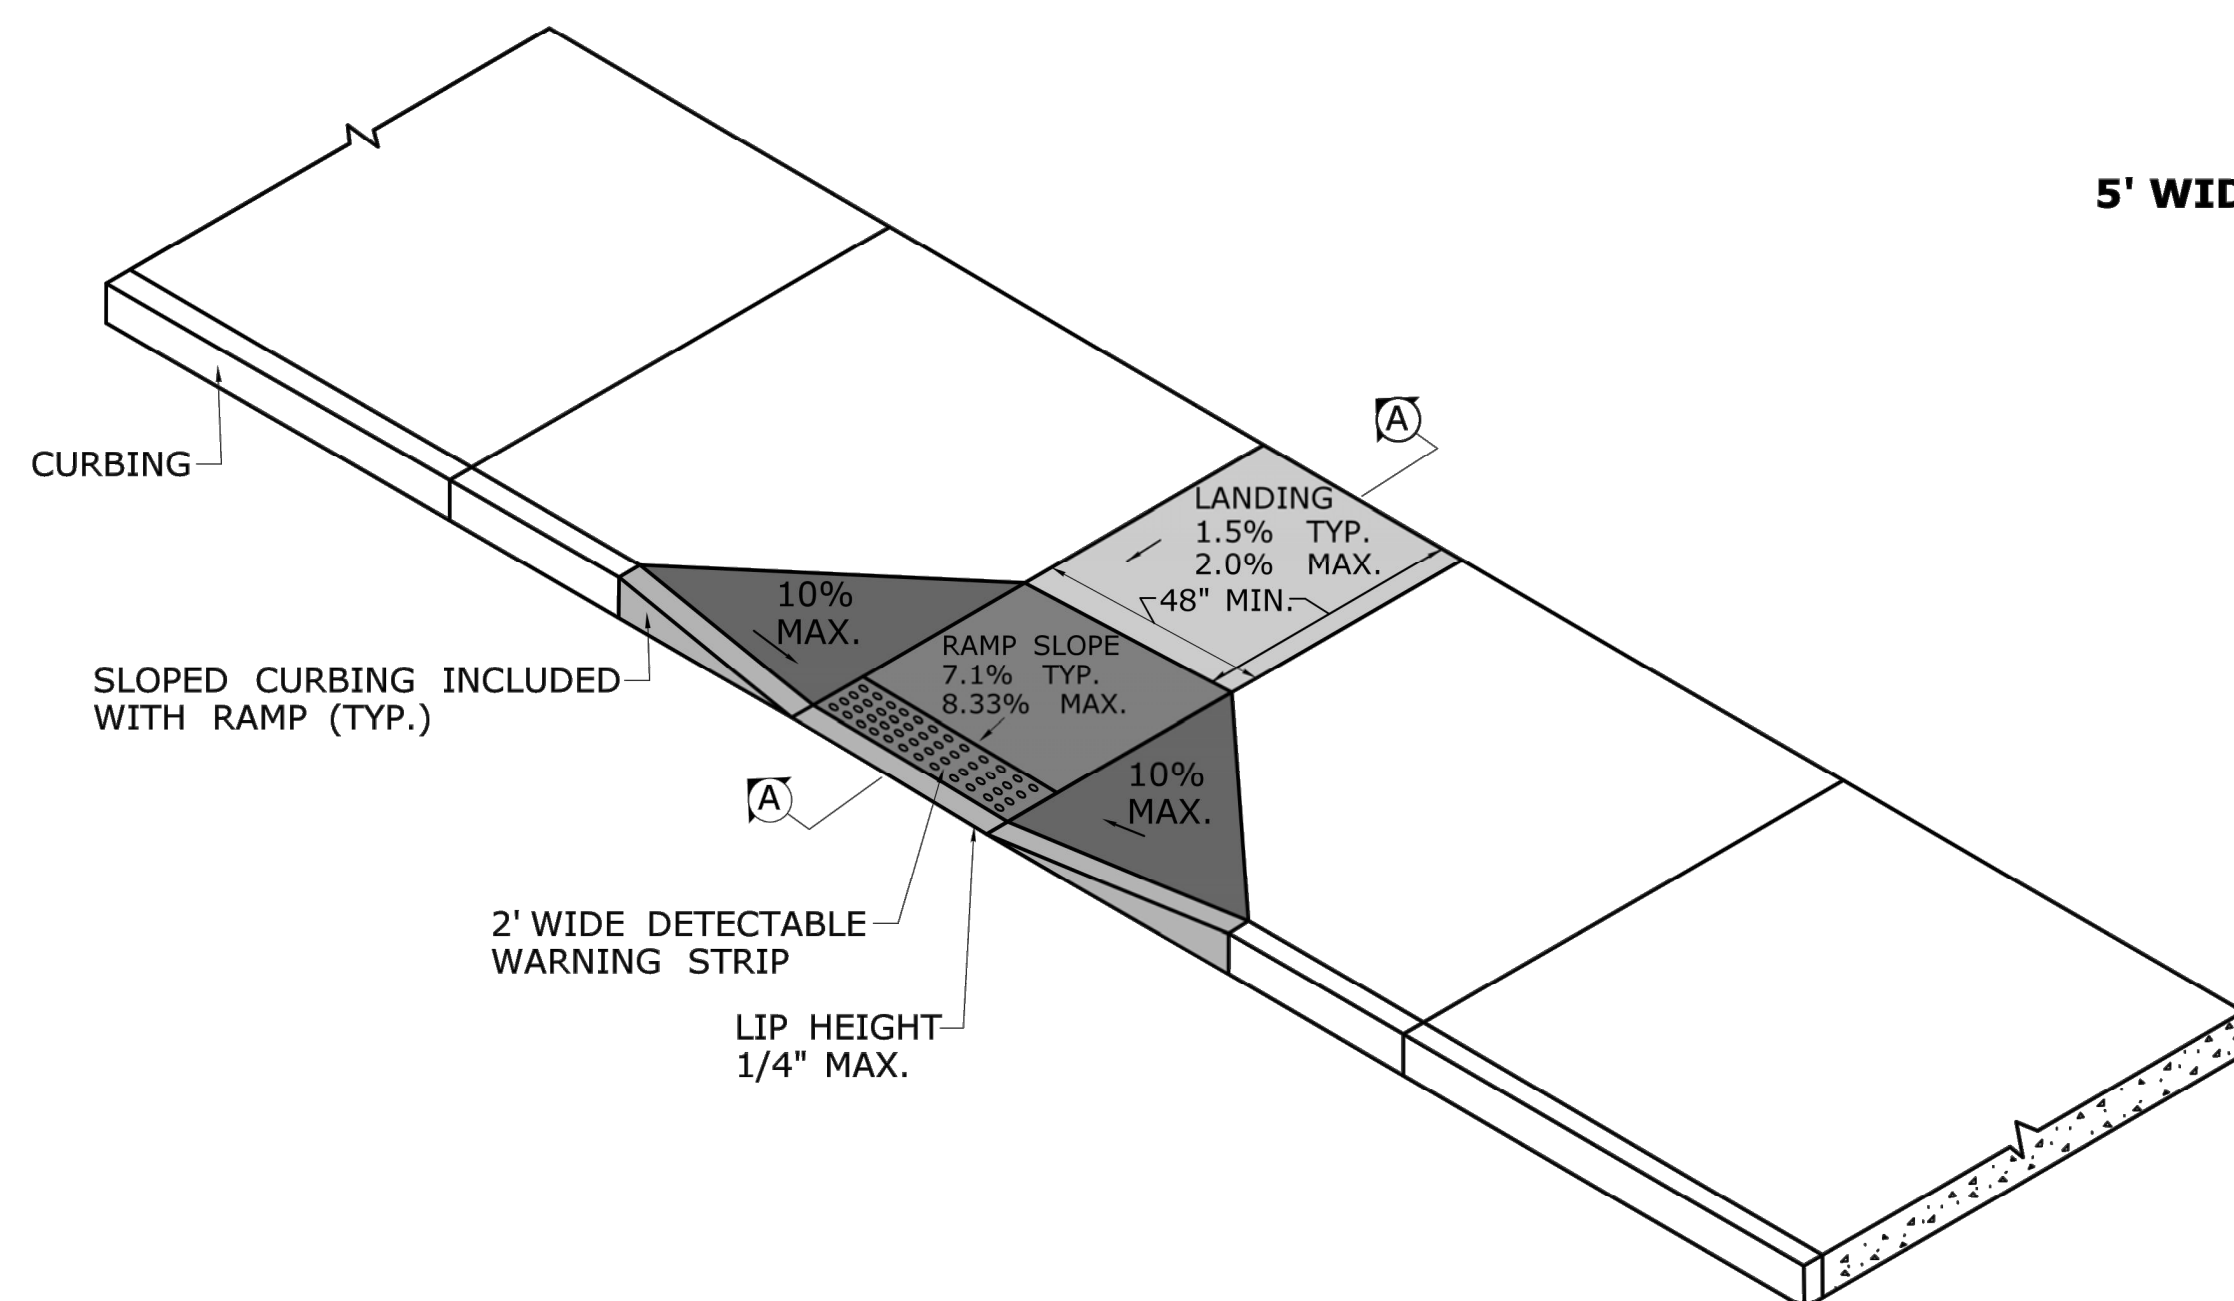 5' WID
A
LANDING
1.5% TYP.
2.0% MAX.
48" MIN.
CURBING
10%
MAX.
RAMP SLOPE
7.1% TYP.
8.33% MAX.
SLOPED CURBING INCLUDED
WITH RAMP (TYP.)
A
10%
MAX.
2' WIDE DETECTABLE
WARNING STRIP
LIP HEIGHT
1/4" MAX.